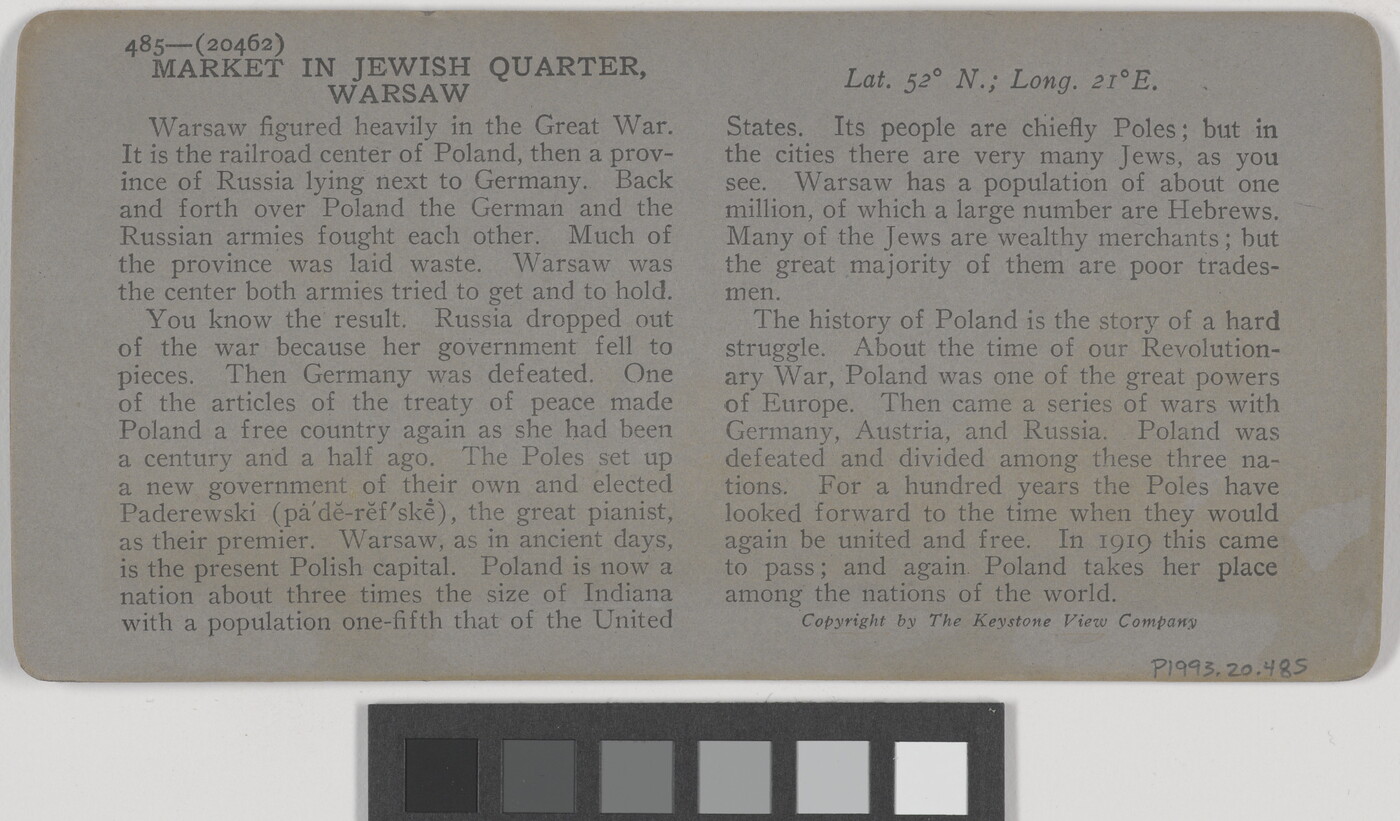 485—(20462)
MARKET IN JEWISH QUARTER,
WARSAW
Warsaw figured heavily in the Great War.
It is the railroad center of Poland, then a prov-
ince of Russia lying next to Germany. Back
and forth over Poland the German and the
Russian armies fought each other. Much of
the province was laid waste. Warsaw was
the center both armies tried to get and to hold.
You know the result. Russia dropped out
of the war because her government fell to
pieces. Then Germany was defeated. One
of the articles of the treaty of peace made
Poland a free country again as she had been
a century and a half ago. The Poles set up
a new government of their own and elected
Paderewski (pȧ´dĕ-rĕf′skē̇), the great pianist,
as their premier. Warsaw, as in ancient days,
is the present Polish capital. Poland is now a
nation about three times the size of Indiana
with a population one-fifth that of the United
Lat. 52° N.; Long. 21° E.
States. Its people are chiefly Poles; but in
the cities there are very many Jews, as you
see. Warsaw has a population of about one
million, of which a large number are Hebrews.
Many of the Jews are wealthy merchants; but
the great majority of them are poor trades-
men.
The history of Poland is the story of a hard
struggle. About the time of our Revolution-
ary War, Poland was one of the great powers
of Europe. Then came a series of wars with
Germany, Austria, and Russia. Poland was
defeated and divided among these three na-
tions. For a hundred years the Poles have
looked forward to the time when they would
again be united and free. In 1919 this came
to pass; and again Poland takes her place
among the nations of the world.
Copyright by The Keystone View Company
P1993.20.485